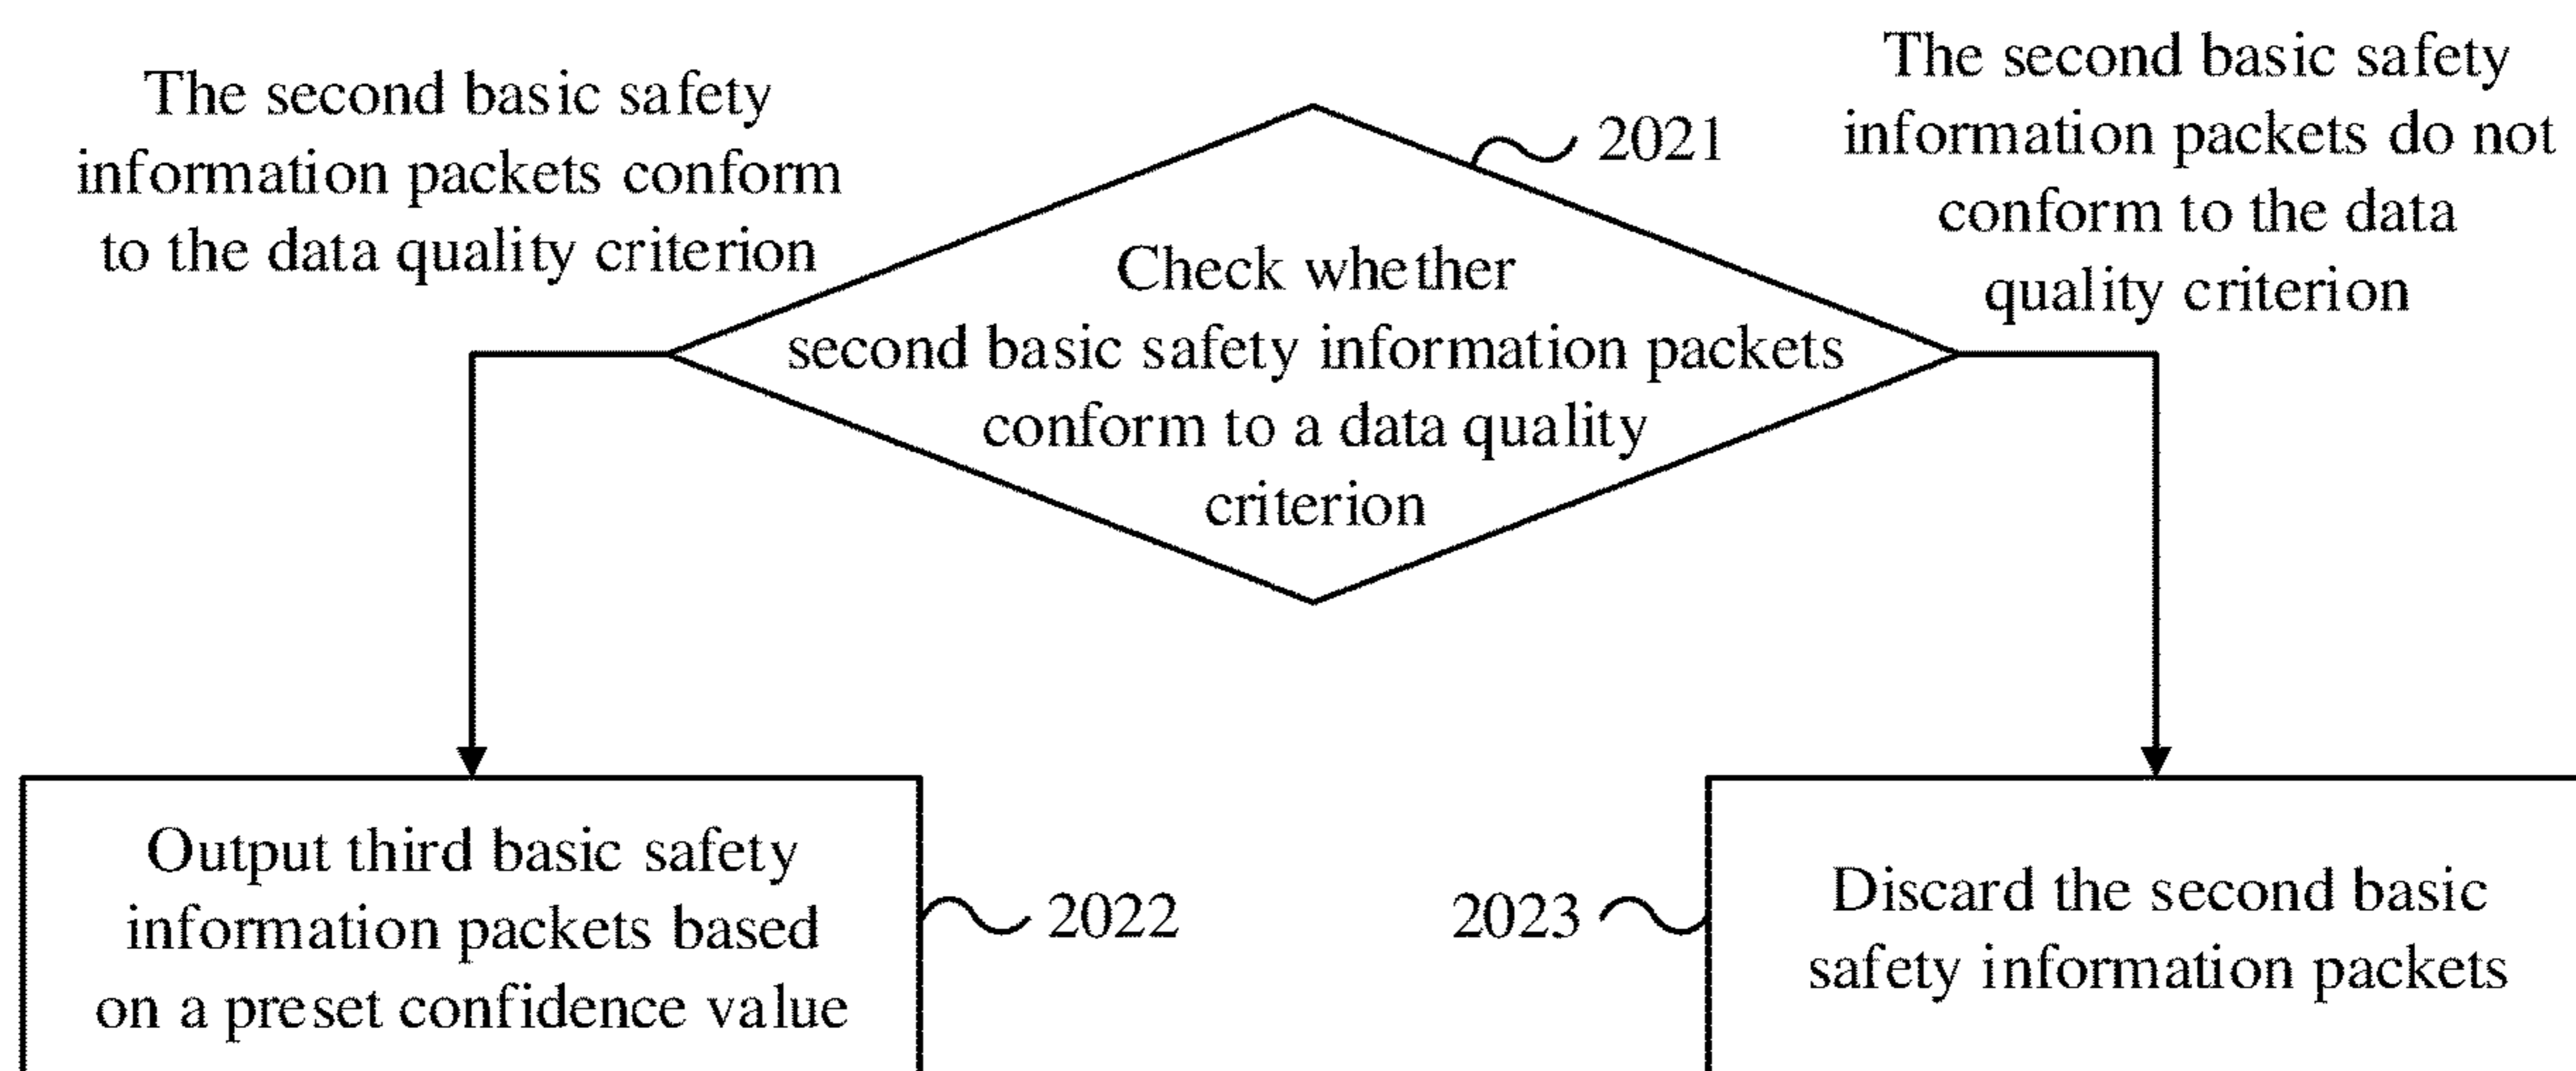 The second basic safety
information packets conform
to the data quality criterion
2021
The second basic safety
information packets do not
conform to the data
quality criterion
Check whether
second basic safety information packets
conform to a data quality
criterion
Output third basic safety
information packets based
on a preset confidence value
2022
2023
Discard the second basic
safety information packets